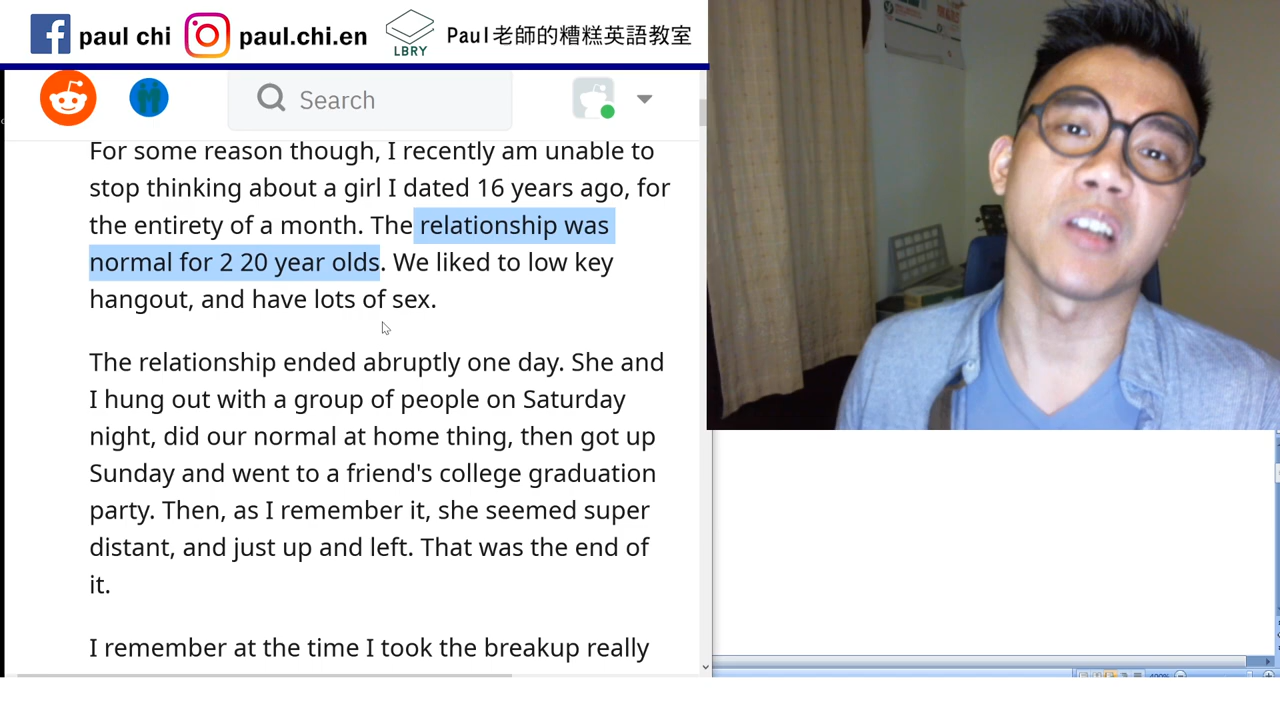 paul chi
paul.chi.en
LBRY
Paul老師的糟糕英語教室
Search
For some reason though, I recently am unable to
stop thinking about a girl I dated 16 years ago, for
the entirety of a month. The relationship was
normal for 2 20 year olds. We liked to low key
hangout, and have lots of sex.
The relationship ended abruptly one day. She and
I hung out with a group of people on Saturday
night, did our normal at home thing, then got up
Sunday and went to a friend's college graduation
party. Then, as I remember it, she seemed super
distant, and just up and left. That was the end of
it.
I remember at the time I took the breakup really